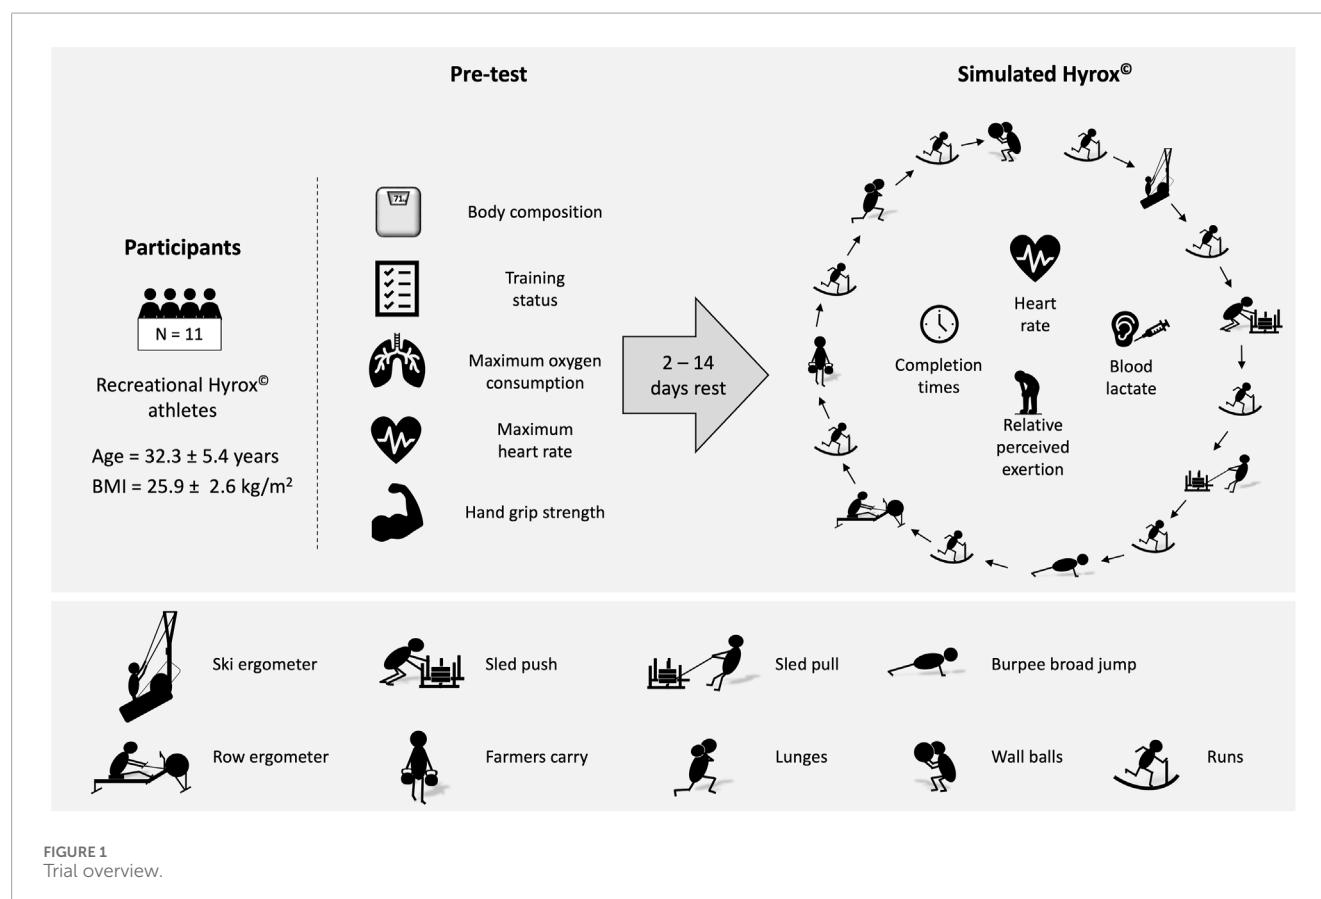 Pre-test
Simulated Hyrox©
Participants
N = 11
Recreational Hyrox©
athletes
Age = 32.3 ± 5.4 years
BMI = 25.9 ± 2.6 kg/m²
71
Body composition
Training
status
Maximum oxygen
consumption
Maximum
heart rate
Hand grip strength
2 – 14
days rest
Heart
rate
Completion
times
Blood
lactate
Relative
perceived
exertion
Ski ergometer
Sled push
Sled pull
Burpee broad jump
Row ergometer
Farmers carry
Lunges
Wall balls
Runs
FIGURE 1
Trial overview.